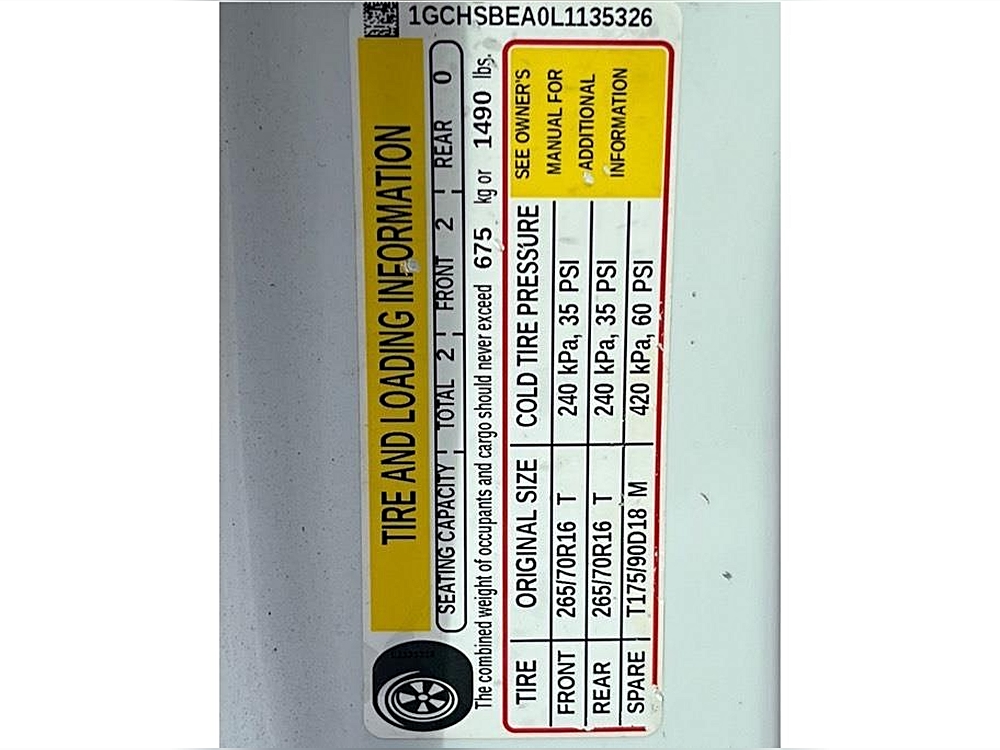 1GCHSBEA0L1135326
TIRE AND LOADING INFORMATION
SEATING CAPACITY TOTAL 2 FRONT 2 REAR 0
The combined weight of occupants and cargo should never exceed 675 kg or 1490 lbs.
TIRE ORIGINAL SIZE COLD TIRE PRESSURE
FRONT 265/70R16 T 240 kPa, 35 PSI
REAR 265/70R16 T 240 kPa, 35 PSI
SPARE T175/90D18 M 420 kPa, 60 PSI
SEE OWNER'S
MANUAL FOR
ADDITIONAL
INFORMATION